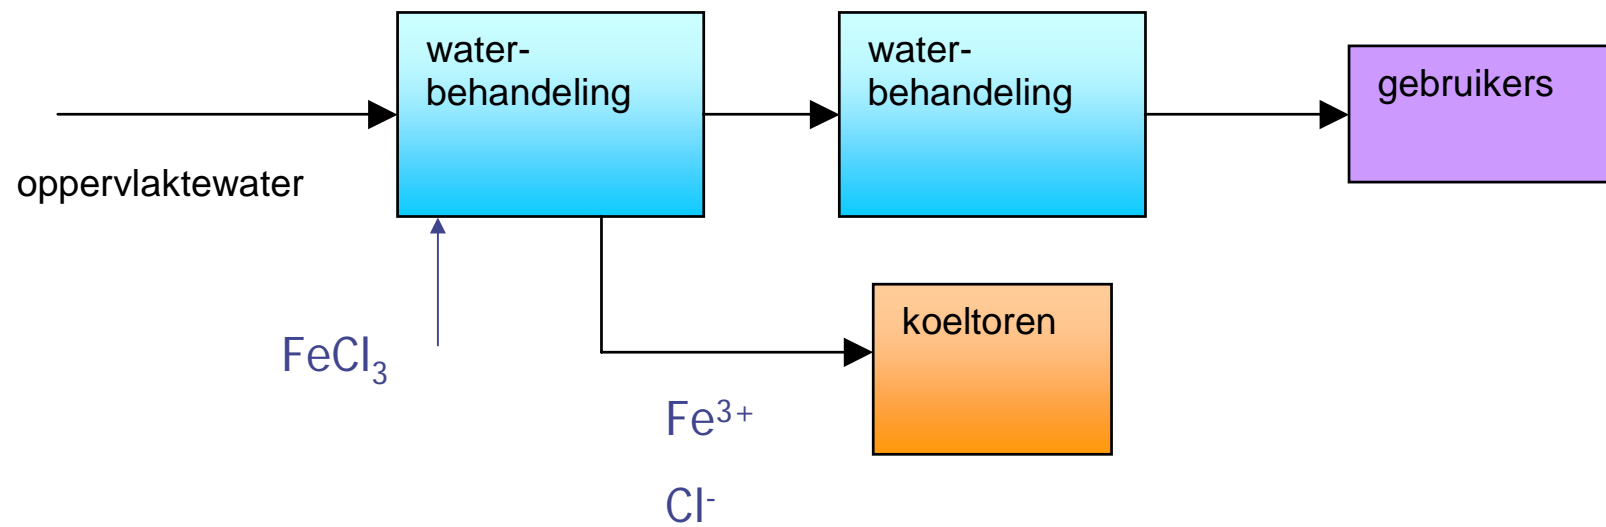 water-
behandeling
water-
behandeling
gebruikers
oppervlaktewater
koeltoren
FeCl₃
Fe³⁺
Cl⁻